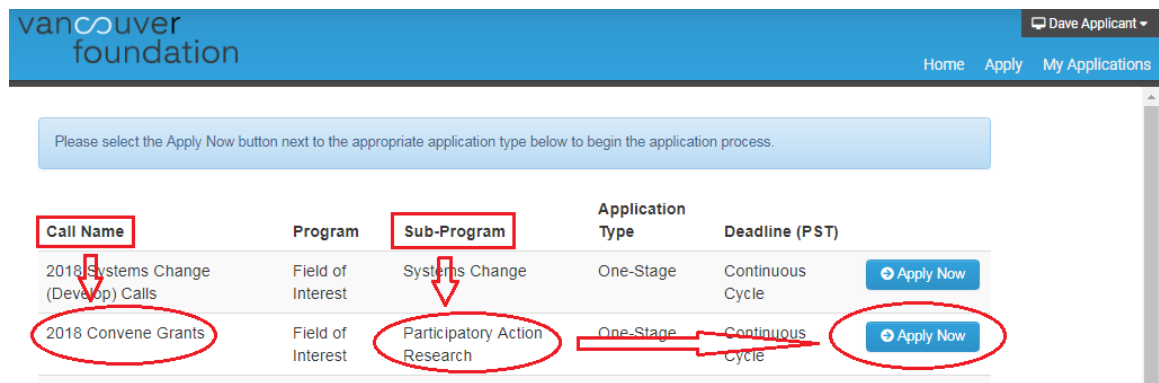 vancouver
foundation
Dave Applicant
Home Apply My Applications
Please select the Apply Now button next to the appropriate application type below to begin the application process.
Call Name Program Sub-Program Application Type Deadline (PST)
2018 Systems Change Field of Systems Change One-Stage Continuous Apply Now
(Develop) Calls Interest Cycle
2018 Convene Grants Field of Participatory Action One-Stage Continuous Apply Now
Interest Research Cycle